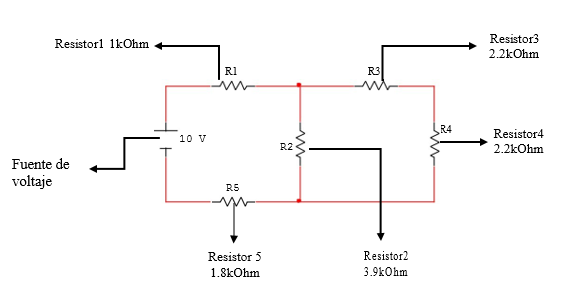 Resistor1 1kOhm
Resistor3
2.2kOhm
R1
R3
10 V
R2
R4
Resistor4
2.2kOhm
Fuente de
voltaje
R5
Resistor 5
1.8kOhm
Resistor2
3.9kOhm